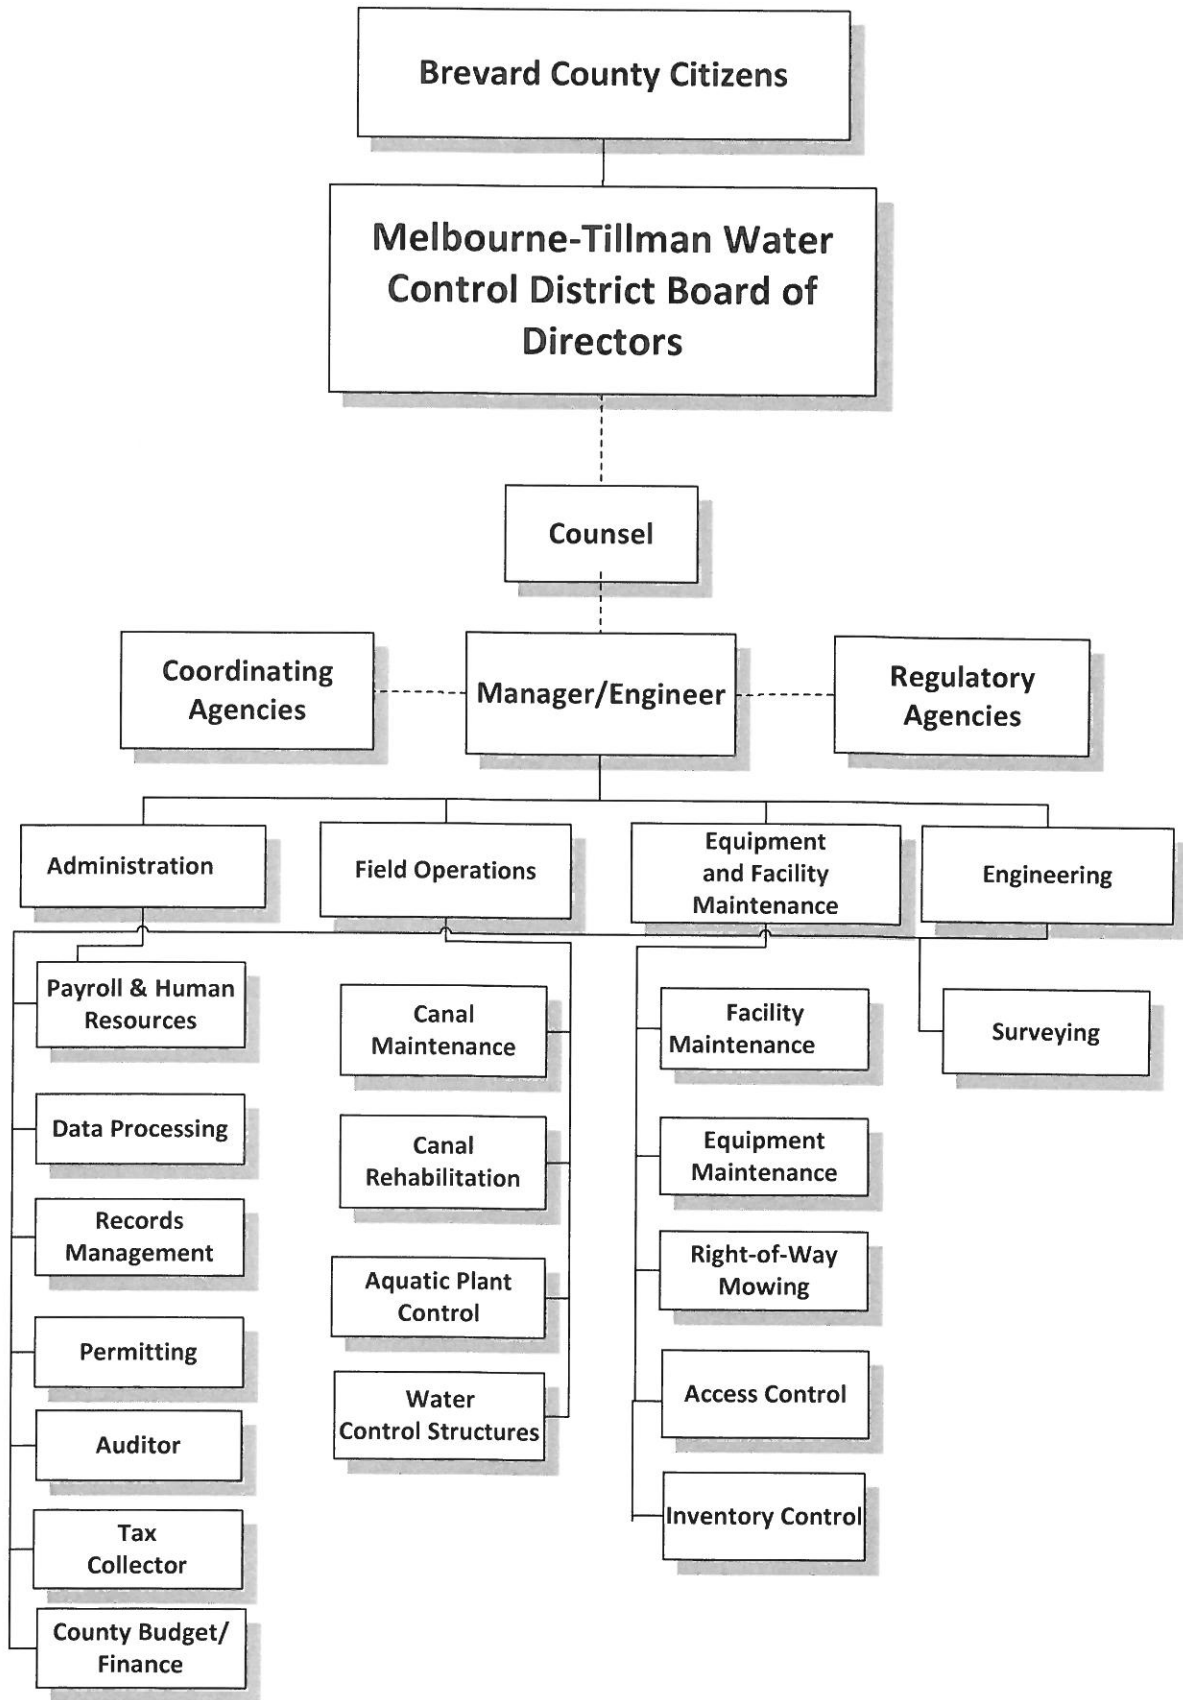 Brevard County Citizens
Melbourne-Tillman Water
Control District Board of
Directors
Counsel
Coordinating
Agencies
Manager/Engineer
Regulatory
Agencies
Administration
Field Operations
Equipment
and Facility
Maintenance
Engineering
Payroll & Human
Resources
Data Processing
Records
Management
Permitting
Auditor
Tax
Collector
County Budget/
Finance
Canal
Maintenance
Canal
Rehabilitation
Aquatic Plant
Control
Water
Control Structures
Facility
Maintenance
Equipment
Maintenance
Right-of-Way
Mowing
Access Control
Inventory Control
Surveying